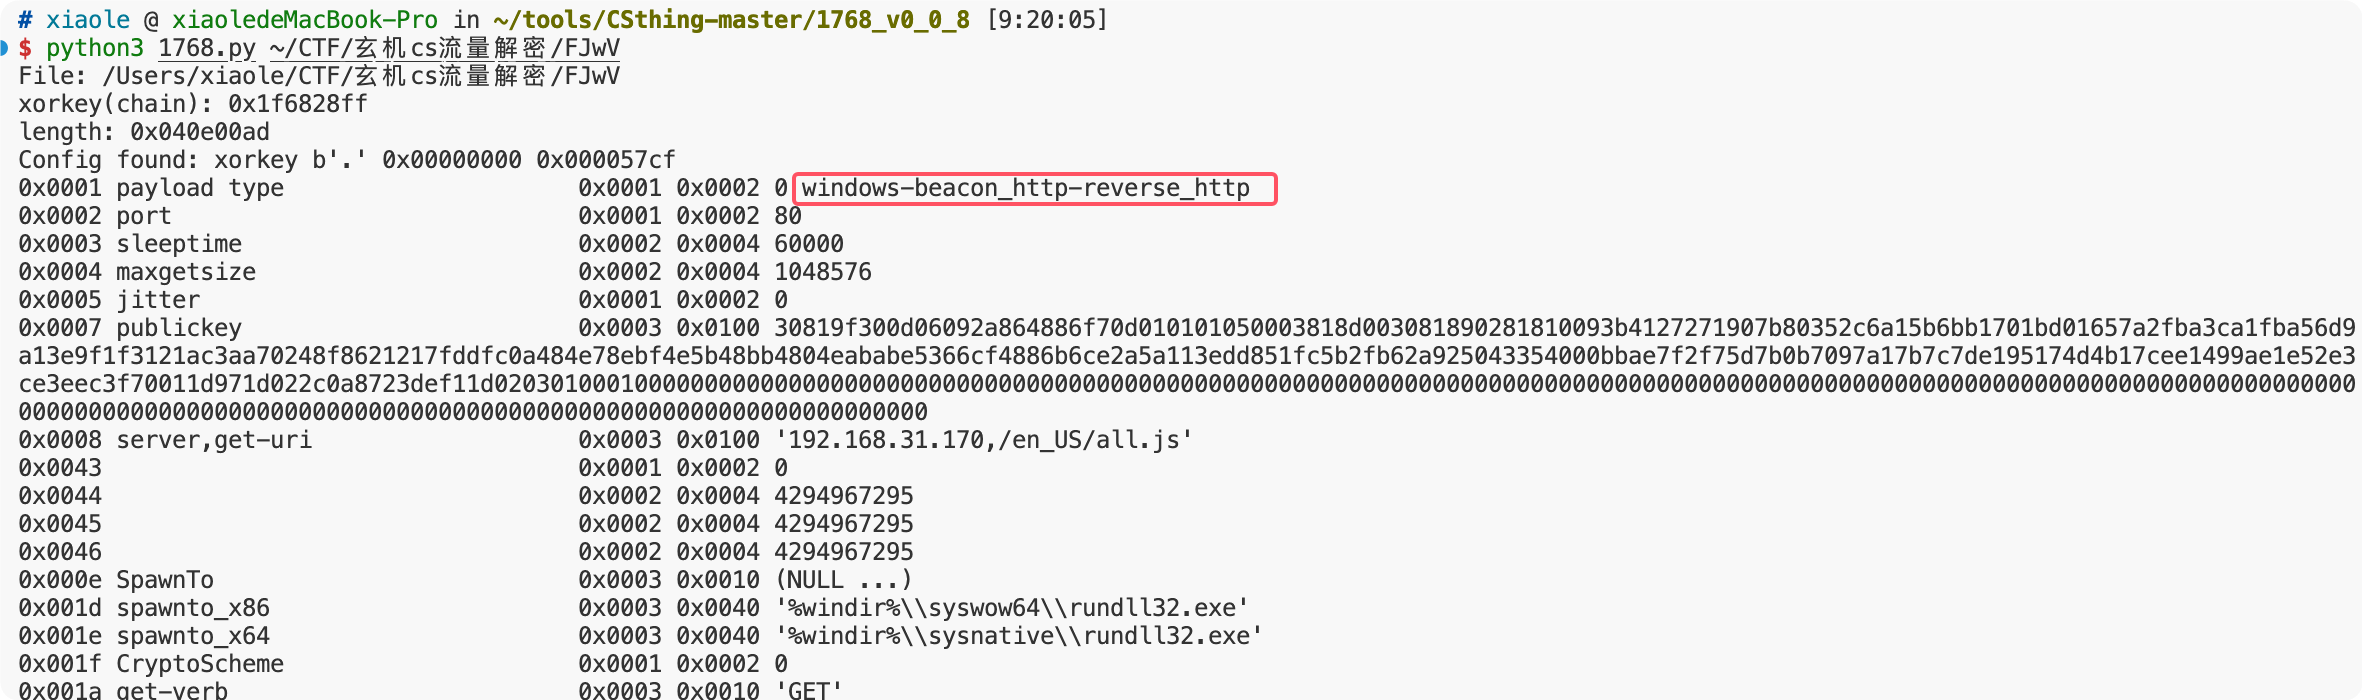 # xiaole @ xiaoledeMacBook-Pro in ~/tools/CSthing-master/1768_v0_0_8 [9:20:05]
$ python3 1768.py ~/CTF/玄机cs流量解密/FJwV
File: /Users/xiaole/CTF/玄机cs流量解密/FJwV
xorkey(chain): 0x1f6828ff
length: 0x040e00ad
Config found: xorkey b'.' 0x00000000 0x000057cf
0x0001 payload type 0x0001 0x0002 0 windows-beacon_http-reverse_http
0x0002 port 0x0001 0x0002 80
0x0003 sleeptime 0x0002 0x0004 60000
0x0004 maxgetsize 0x0002 0x0004 1048576
0x0005 jitter 0x0001 0x0002 0
0x0007 publickey 0x0003 0x0100 30819f300d06092a864886f70d010101050003818d003081890281810093b4127271907b80352c6a15b6bb1701bd01657a2fba3ca1fba56d9
a13e9f1f3121ac3aa70248f8621217fddfc0a484e78ebf4e5b48bb4804eababe5366cf4886b6ce2a5a113edd851fc5b2fb62a925043354000bbae7f2f75d7b0b7097a17b7c7de195174d4b17cee1499ae1e52e3
ce3eec3f70011d971d022c0a8723def11d02030100010000000000000000000000000000000000000000000000000000000000000000000000000000000000000000000000000000000000000000000000000000
00000000000000000000000000000000000000000000000000000000000000000
0x0008 server,get-uri 0x0003 0x0100 '192.168.31.170,/en_US/all.js'
0x0043 0x0001 0x0002 0
0x0044 0x0002 0x0004 4294967295
0x0045 0x0002 0x0004 4294967295
0x0046 0x0002 0x0004 4294967295
0x000e SpawnTo 0x0003 0x0010 (NULL ...)
0x001d spawnto_x86 0x0003 0x0040 '%windir%\\syswow64\\rundll32.exe'
0x001e spawnto_x64 0x0003 0x0040 '%windir%\\sysnative\\rundll32.exe'
0x001f CryptoScheme 0x0001 0x0002 0
0x001a get-verb 0x0003 0x0010 'GET'